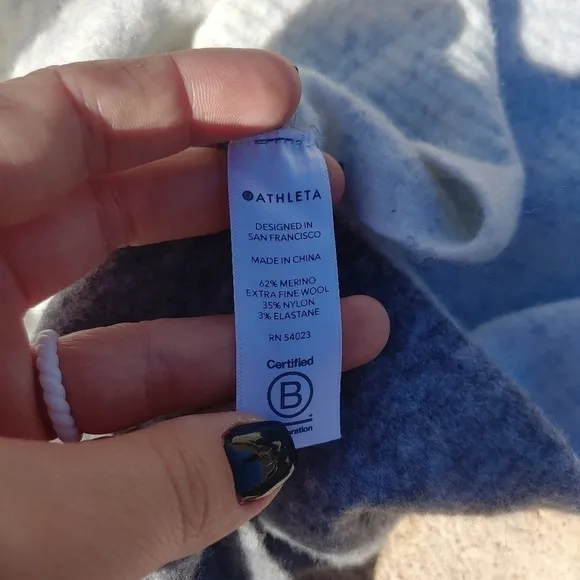 ATHLETA
DESIGNED IN
SAN FRANCISCO
MADE IN CHINA
62% MERINO
EXTRA FINE WOOL
35% NYLON
3% ELASTANE
RN 54023
Certified
B